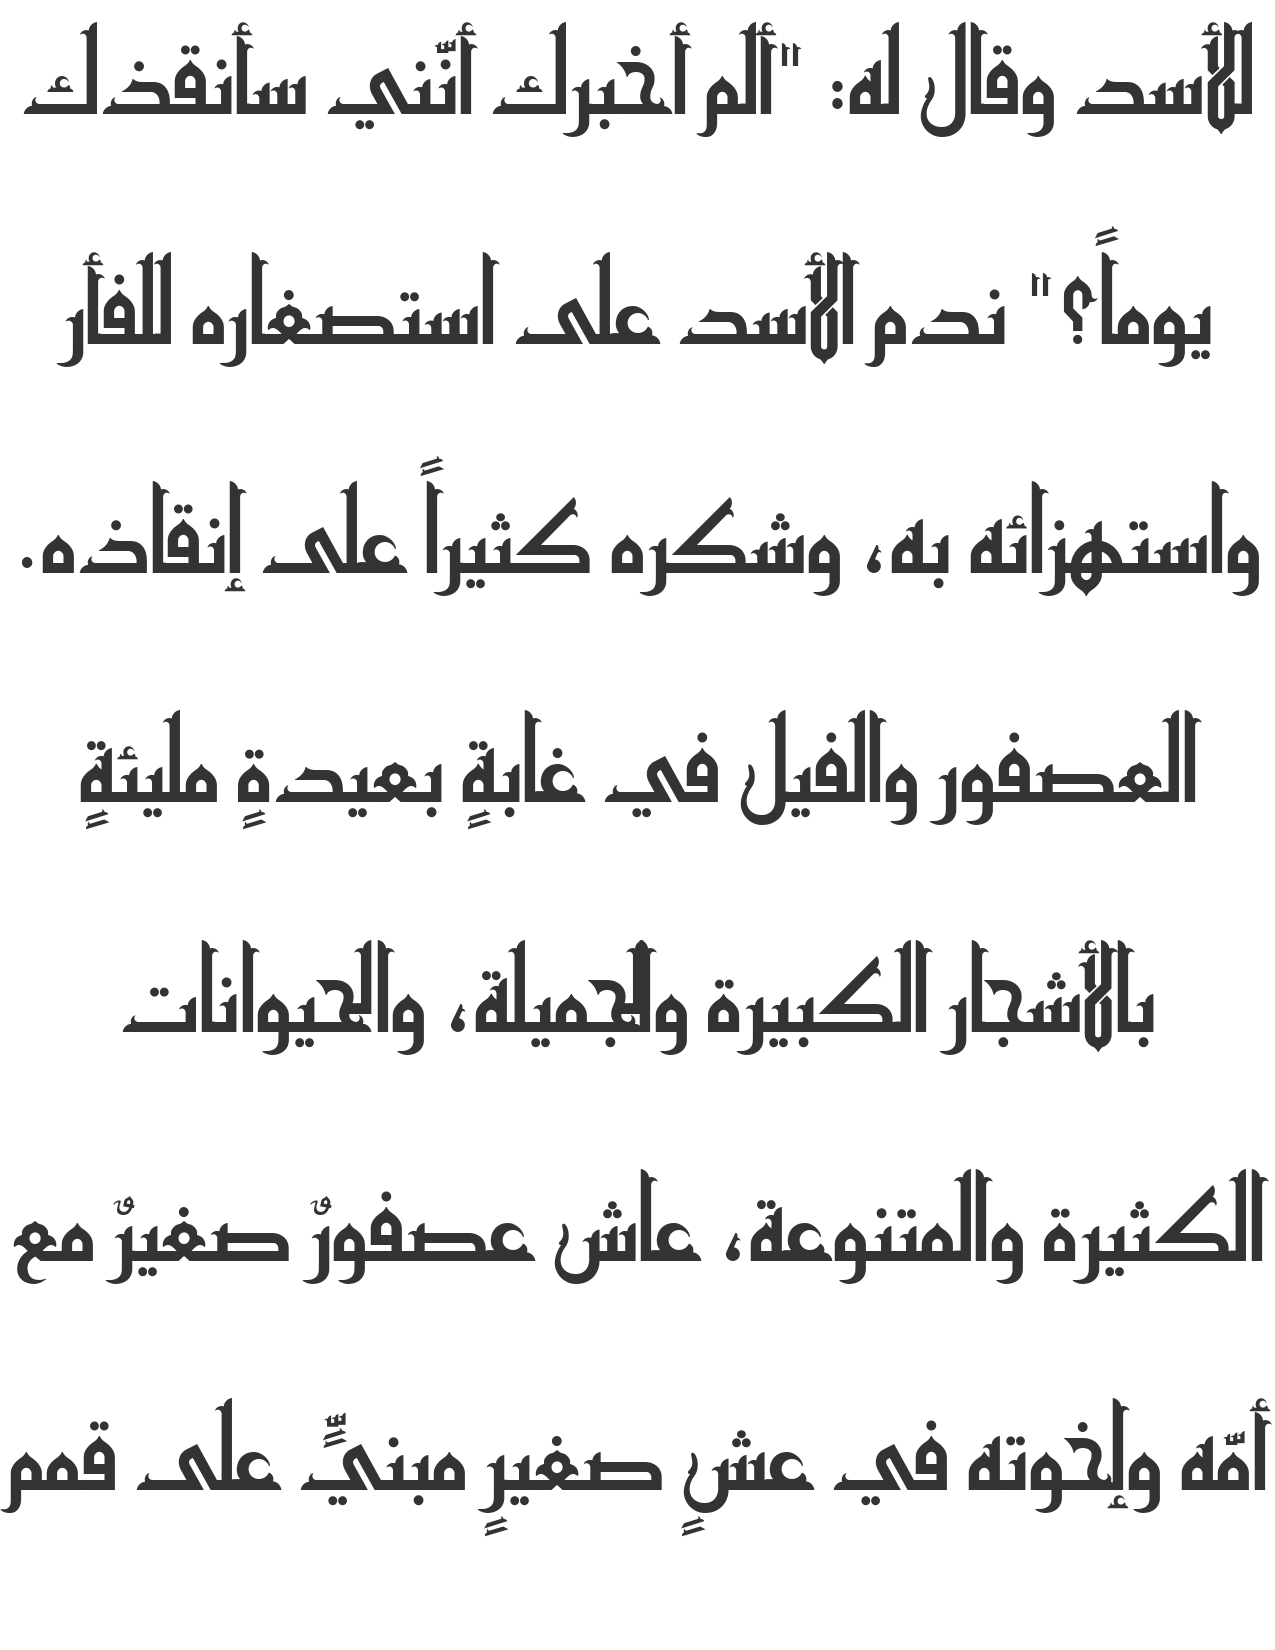 للأسد وقال له: "ألم أخبرك أنّني سأنقذك
يوماً؟" ندم الأسد على استصغاره للفأر
واستهزائه به، وشكره كثيراً على إنقاذه.
العصفور والفيل في غابةٍ بعيدةٍ مليئةٍ
بالأشجار الكبيرة والجميلة، والحيوانات
الكثيرة والمتنوعة، عاش عصفورٌ صغيرٌ مع
أمّه وإخوته في عشٍ صغيرٍ مبنيٍّ على قمم